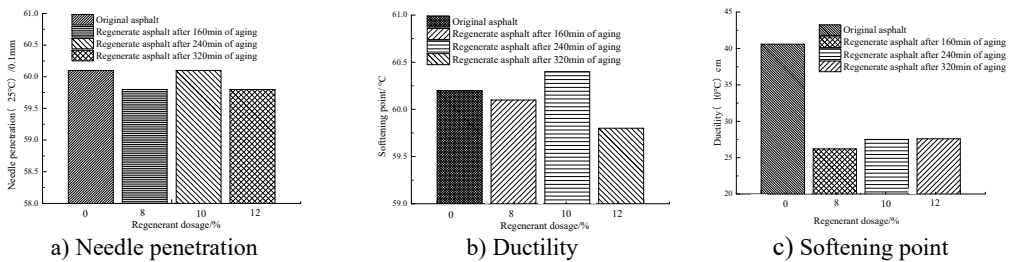 61.0
60.5
60.0
59.5
59.0
58.5
58.0
Needle penetration( 25℃) /0.1mm
Original asphalt
Regenerate asphalt after 160min of aging
Regenerate asphalt after 240min of aging
Regenerate asphalt after 320min of aging
0 8 10 12
Regenerant dosage/%
a) Needle penetration
61.0
60.5
60.0
59.5
59.0
Softtening point/ ℃
Original asphalt
Regenerate asphalt after 160min of aging
Regenerate asphalt after 240min of aging
Regenerate asphalt after 320min of aging
0 8 10 12
Regenerant dosage/%
b) Ductility
45
40
35
30
25
20
Ductility( 10℃) cm
Original asphalt
Regenerate asphalt after 160min of aging
Regenerate asphalt after 240min of aging
Regenerate asphalt after 320min of aging
0 8 10 12
Regenerant dosage/%
c) Softening point